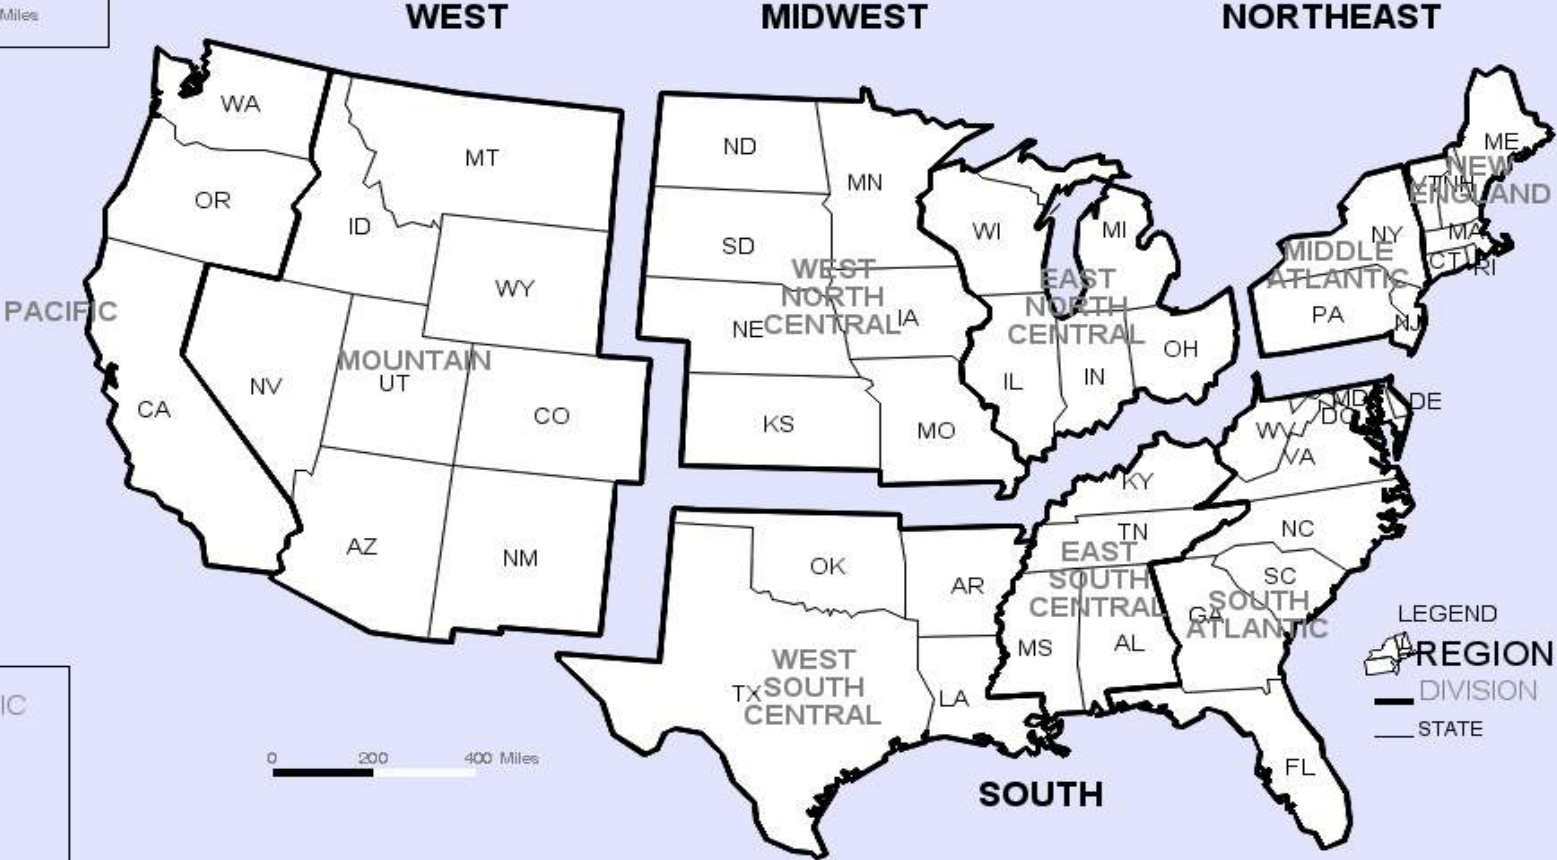 Miles
WEST
MIDWEST
NORTHEAST
WA
MT
ND
MN
ME
OR
ID
SD
WI
MI
NY
VT
NH
NEW
ENGLAND
MA
CT
RI
WY
WEST
NORTH
CENTRAL
EAST
NORTH
CENTRAL
MIDDLE
ATLANTIC
PACIFIC
NE
IA
PA
NJ
MOUNTAIN
NV
UT
CO
IL
IN
OH
CA
KS
MO
WV
VA
MD
DC
DE
AZ
NM
OK
AR
KY
TN
NC
EAST
SOUTH
CENTRAL
SC
GA
SOUTH
ATLANTIC
MS
AL
TX
WEST
SOUTH
CENTRAL
LA
FL
LEGEND
REGION
DIVISION
STATE
IC
0 200 400 Miles
SOUTH